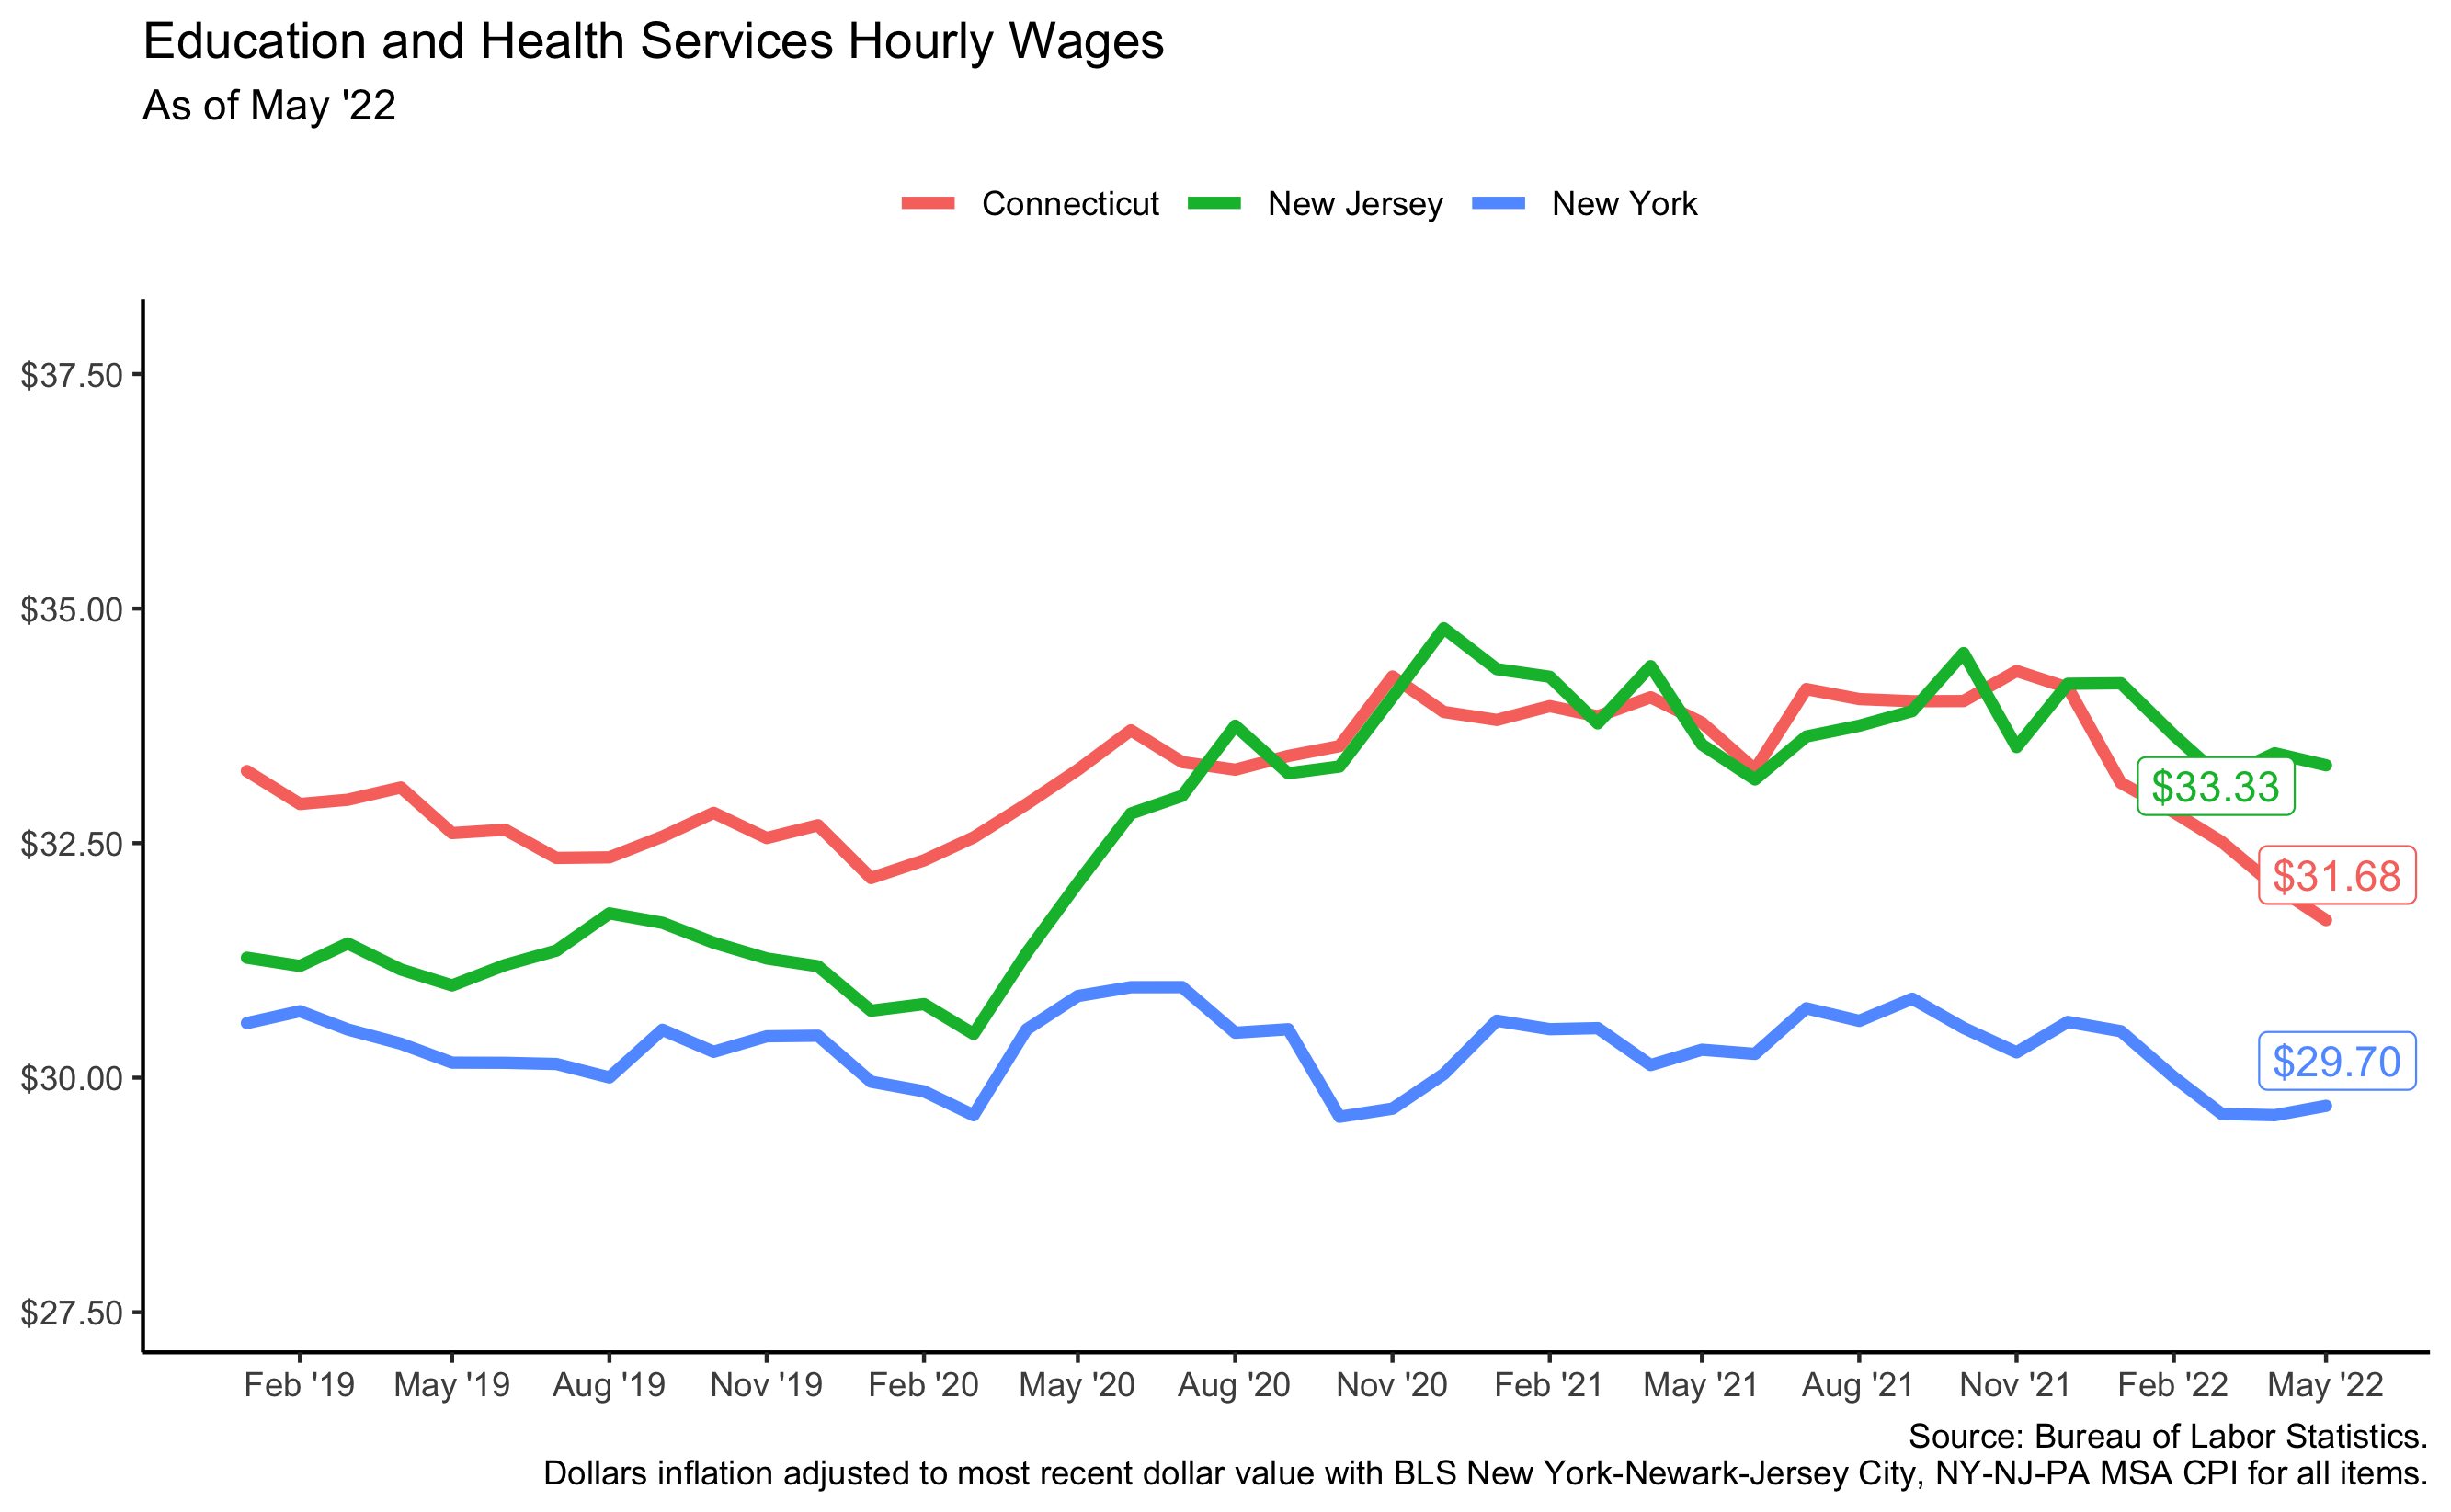 Education and Health Services Hourly Wages
As of May '22
Connecticut New Jersey New York
$37.50
$35.00
$32.50
$30.00
$27.50
$33.33
$31.68
$29.70
Feb '19 May '19 Aug '19 Nov '19 Feb '20 May '20 Aug '20 Nov '20 Feb '21 May '21 Aug '21 Nov '21 Feb '22 May '22
Source: Bureau of Labor Statistics.
Dollars inflation adjusted to most recent dollar value with BLS New York-Newark-Jersey City, NY-NJ-PA MSA CPI for all items.